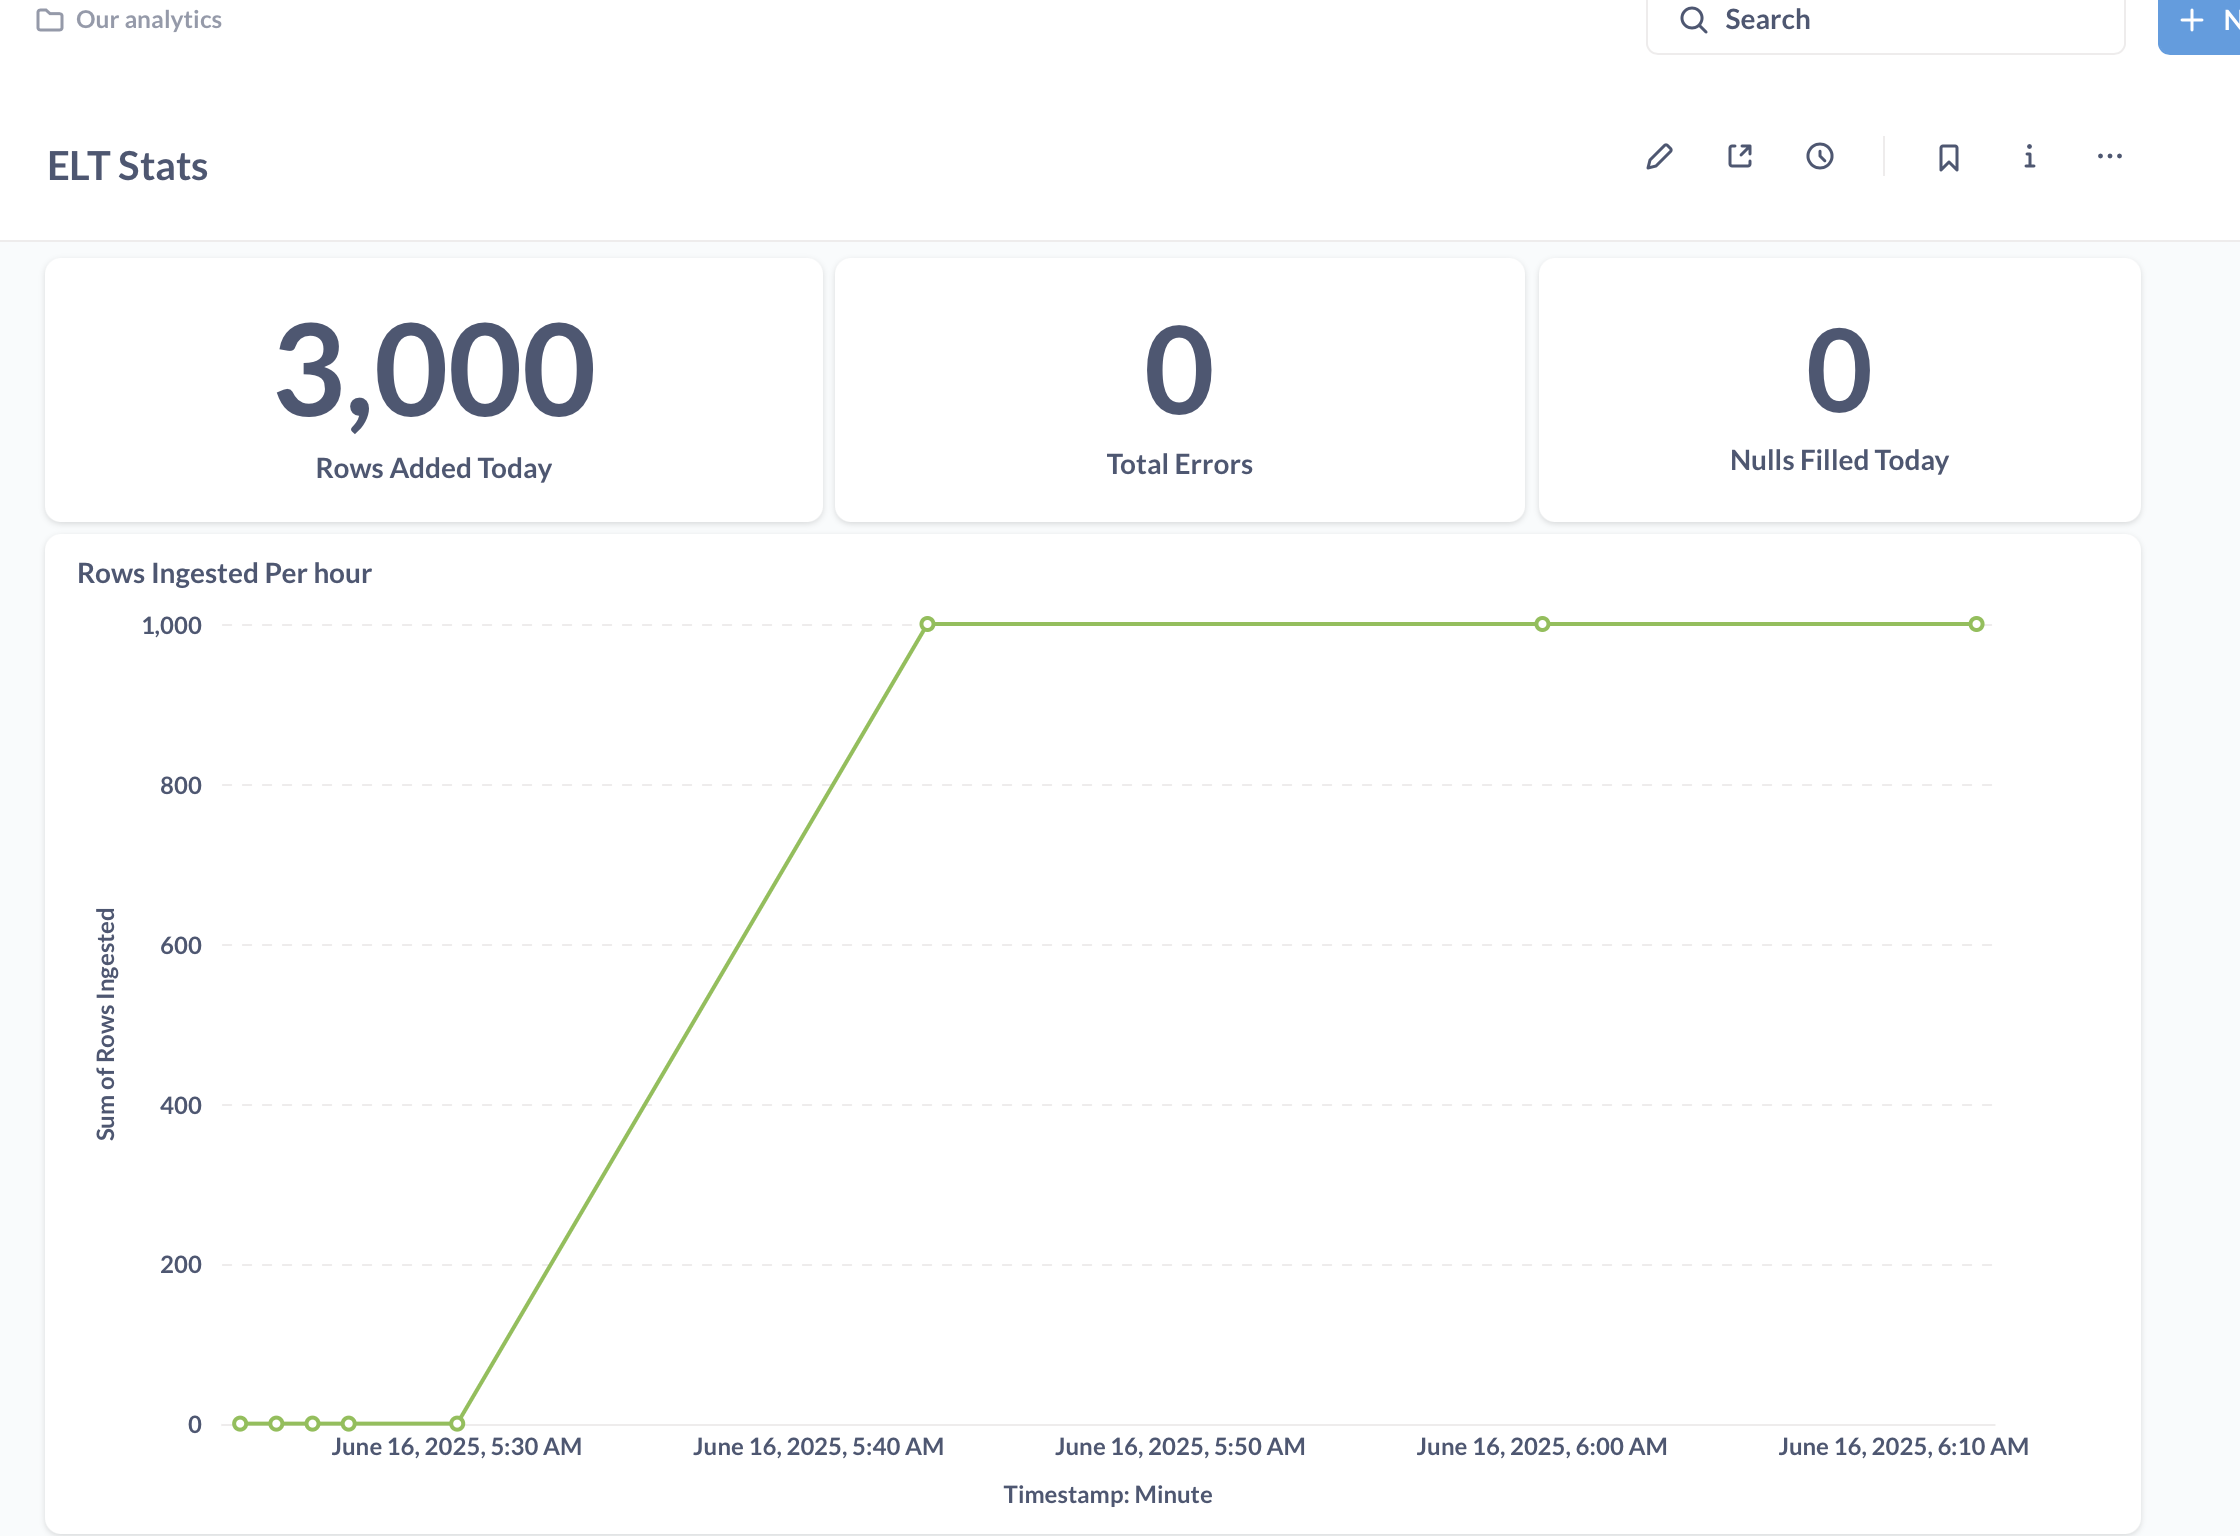 Our analytics
Search
N
ELT Stats
3,000
Rows Added Today
0
Total Errors
0
Nulls Filled Today
Rows Ingested Per hour
1,000
800
600
400
200
0
Sum of Rows Ingested
June 16, 2025, 5:30 AM
June 16, 2025, 5:40 AM
June 16, 2025, 5:50 AM
June 16, 2025, 6:00 AM
June 16, 2025, 6:10 AM
Timestamp: Minute